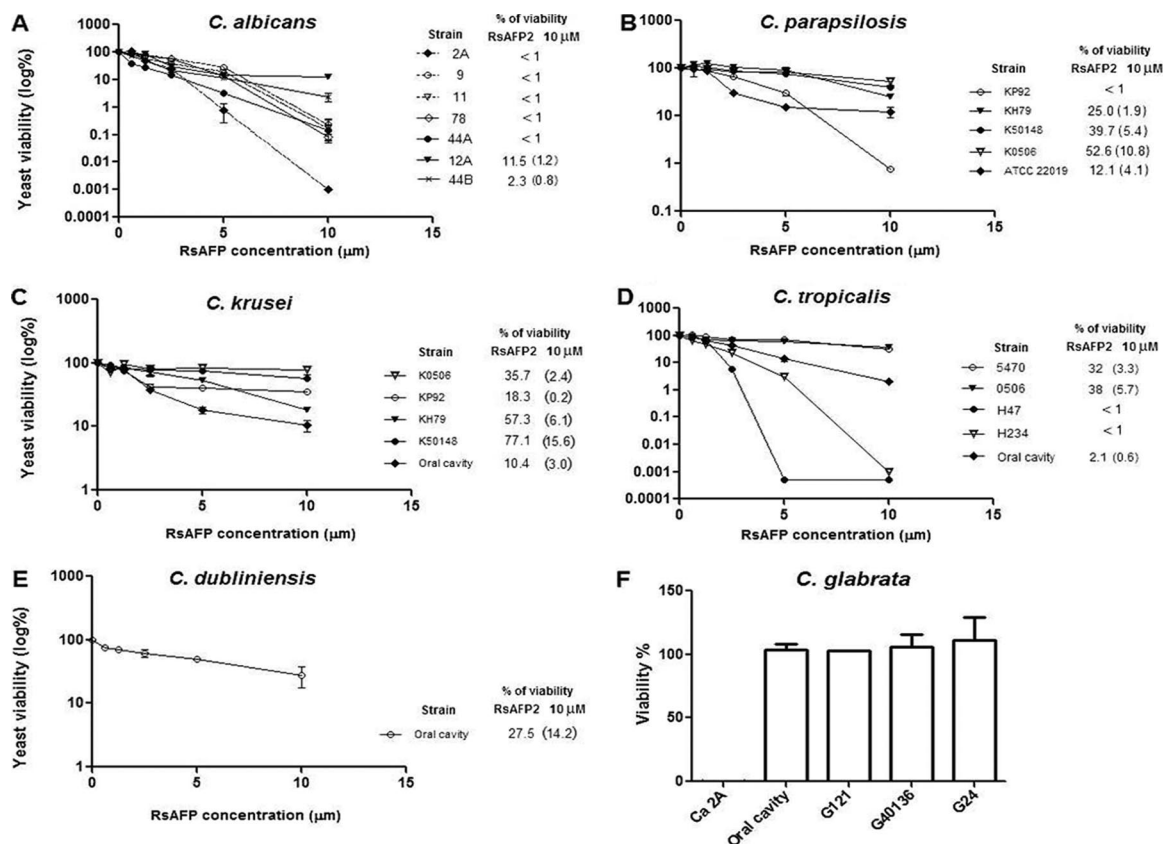 A
C. albicans
Yeast viability (log%)
1000
100
10
1
0.1
0.01
0.001
0.0001
0
5
10
15
RsAFP concentration (μm)
% of viability
Strain RsAFP2 10 μM
2A < 1
9 < 1
11 < 1
78 < 1
44A < 1
12A 11.5 (1.2)
44B 2.3 (0.8)
B
C. parapsilosis
1000
100
10
1
0.1
0
5
10
15
RsAFP concentration (μm)
% of viability
Strain RsAFP2 10 μM
KP92 < 1
KH79 25.0 (1.9)
K50148 39.7 (5.4)
K0506 52.6 (10.8)
ATCC 22019 12.1 (4.1)
C
C. krusei
Yeast viability (log%)
1000
100
10
1
0
5
10
15
RsAFP concentration (μm)
% of viability
Strain RsAFP2 10 μM
K0506 35.7 (2.4)
KP92 18.3 (0.2)
KH79 57.3 (6.1)
K50148 77.1 (15.6)
Oral cavity 10.4 (3.0)
D
C. tropicalis
1000
100
10
1
0.1
0.01
0.001
0.0001
0
5
10
15
RsAFP concentration (μm)
% of viability
Strain RsAFP2 10 μM
5470 32 (3.3)
0506 38 (5.7)
H47 < 1
H234 < 1
Oral cavity 2.1 (0.6)
E
C. dubliniensis
Yeast viability (log%)
1000
100
10
1
0
5
10
15
RsAFP concentration (μm)
% of viability
Strain RsAFP2 10 μM
Oral cavity 27.5 (14.2)
F
C. glabrata
Viability %
150
100
50
0
Ca 2A
Oral cavity
G121
G40136
G24